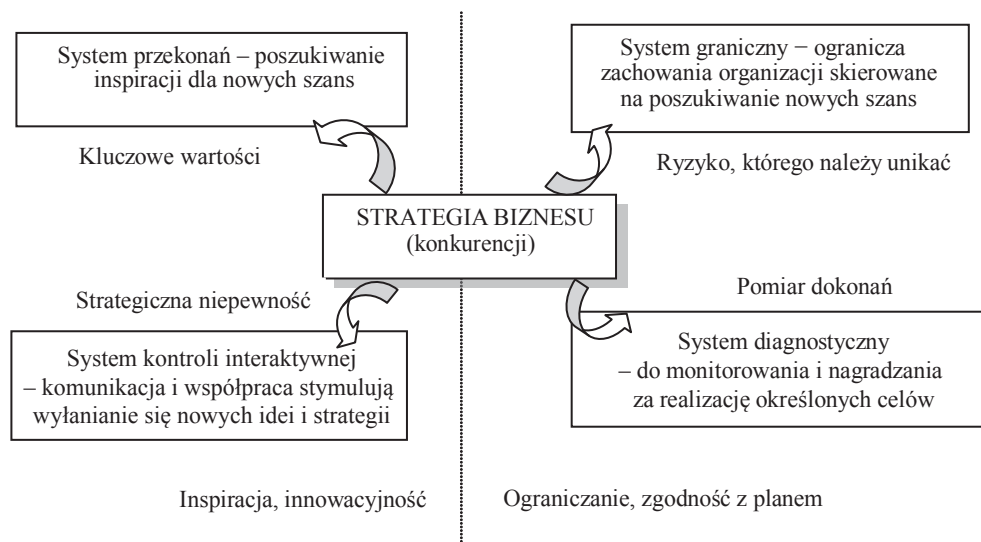 System przekonań – poszukiwanie
inspiracji dla nowych szans
Kluczowe wartości
System graniczny – ogranicza
zachowania organizacji skierowane
na poszukiwanie nowych szans
Ryzyko, którego należy unikać
STRATEGIA BIZNESU
(konkurencji)
Strategiczna niepewność
System kontroli interaktywnej
– komunikacja i współpraca stymulują
wyłanianie się nowych idei i strategii
Pomiar dokonań
System diagnostyczny
– do monitorowania i nagradzania
za realizację określonych celów
Inspiracja, innowacyjność
Ograniczanie, zgodność z planem